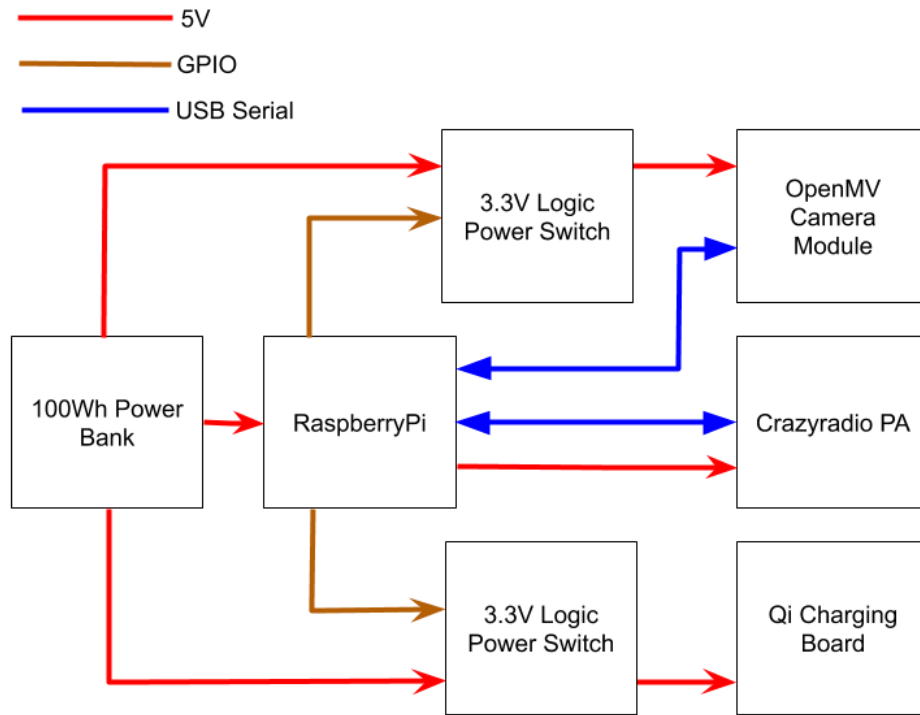 5V
GPIO
USB Serial
3.3V Logic
Power Switch
OpenMV
Camera
Module
100Wh Power
Bank
RaspberryPi
Crazyradio PA
3.3V Logic
Power Switch
Qi Charging
Board